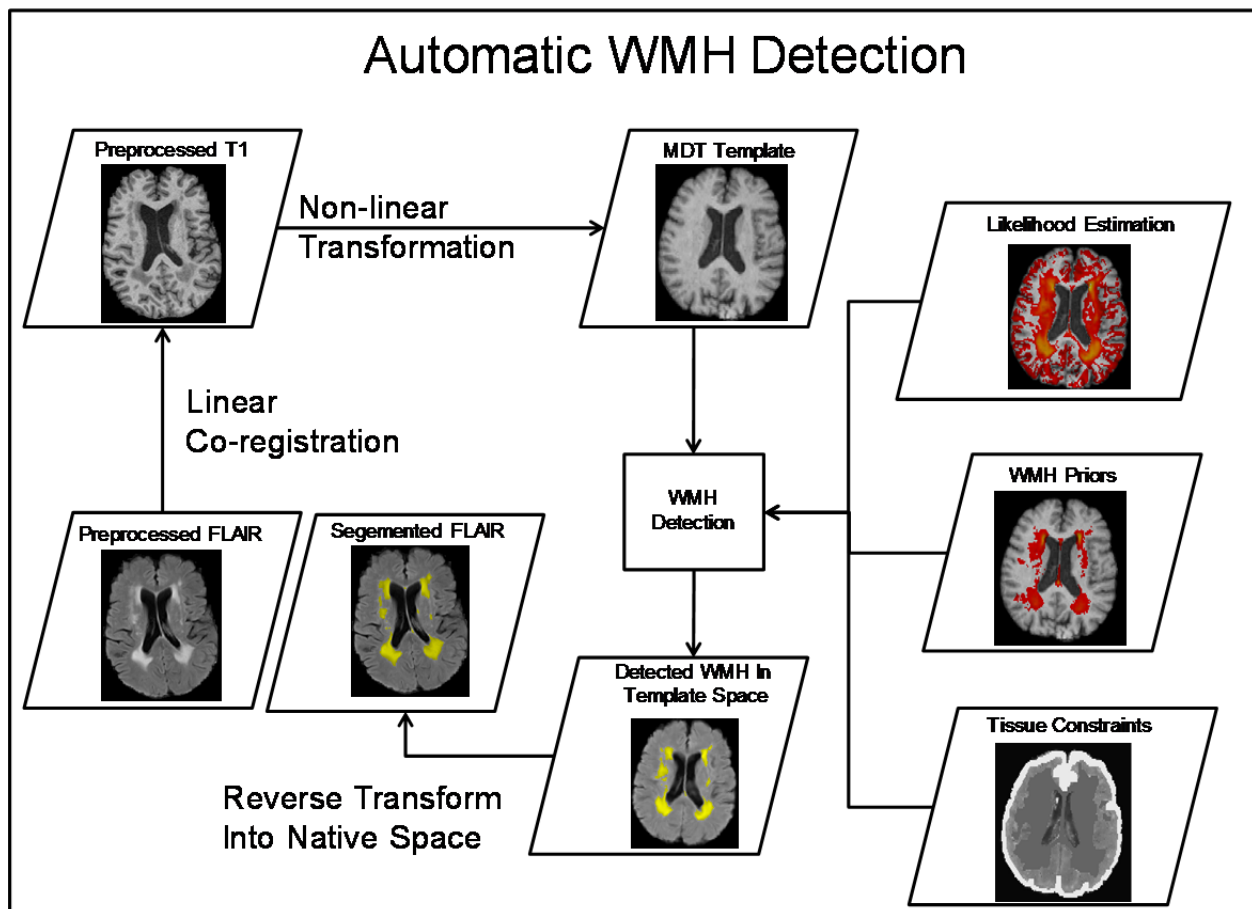 Automatic WMH Detection
Preprocessed T1
MDT Template
Non-linear
Transformation
Likelihood Estimation
Linear
Co-registration
WMH Priors
WMH
Detection
Preprocessed FLAIR
Segemented FLAIR
Detected WMH In
Template Space
Tissue Constraints
Reverse Transform
Into Native Space